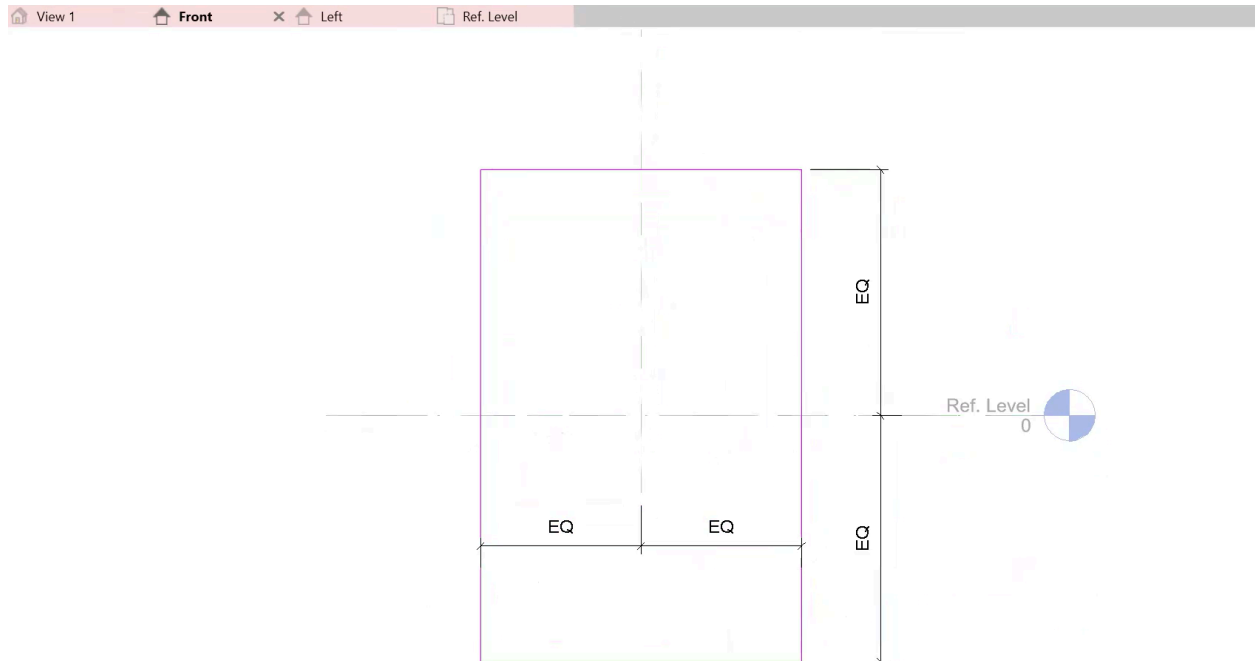 View 1 Front Left Ref. Level
EQ
Ref. Level
0
EQ EQ
EQ